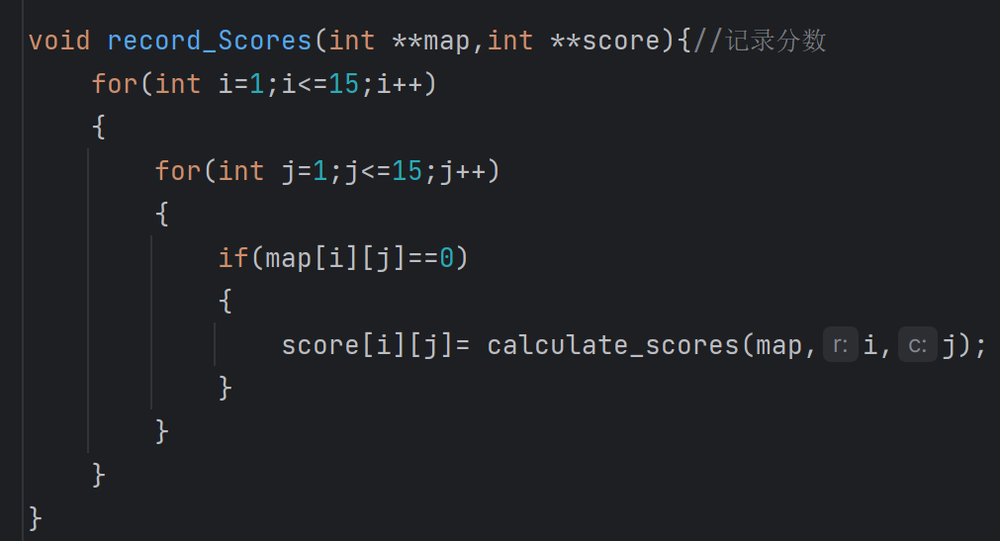 void record_Scores(int **map,int **score){//记录分数
    for(int i=1;i<=15;i++)
    {
        for(int j=1;j<=15;j++)
        {
            if(map[i][j]==0)
            {
                score[i][j]= calculate_scores(map, r: i, c: j);
            }
        }
    }
}